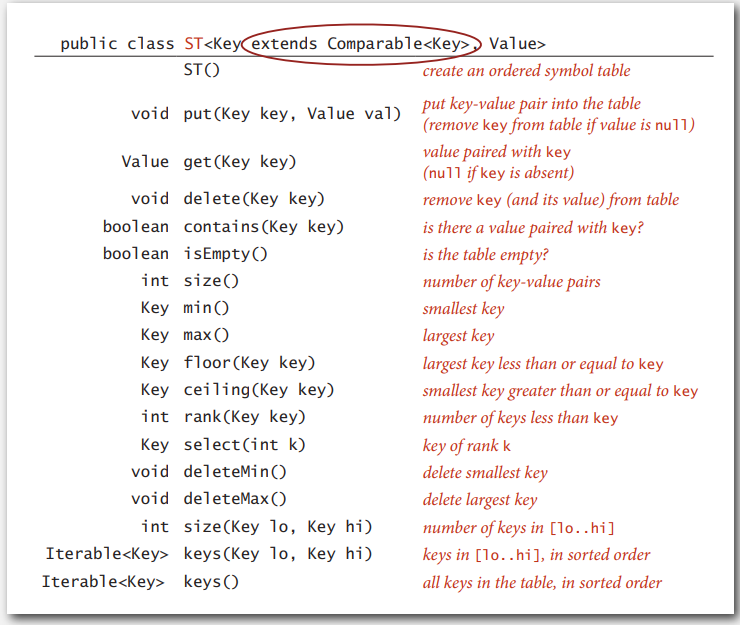 public class ST<Key extends Comparable<Key>, Value>
ST() create an ordered symbol table
void put(Key key, Value val) put key-value pair into the table
(remove key from table if value is null)
Value get(Key key) value paired with key
(null if key is absent)
void delete(Key key) remove key (and its value) from table
boolean contains(Key key) is there a value paired with key?
boolean isEmpty() is the table empty?
int size() number of key-value pairs
Key min() smallest key
Key max() largest key
Key floor(Key key) largest key less than or equal to key
Key ceiling(Key key) smallest key greater than or equal to key
int rank(Key key) number of keys less than key
Key select(int k) key of rank k
void deleteMin() delete smallest key
void deleteMax() delete largest key
int size(Key lo, Key hi) number of keys in [lo..hi]
Iterable<Key> keys(Key lo, Key hi) keys in [lo..hi], in sorted order
Iterable<Key> keys() all keys in the table, in sorted order